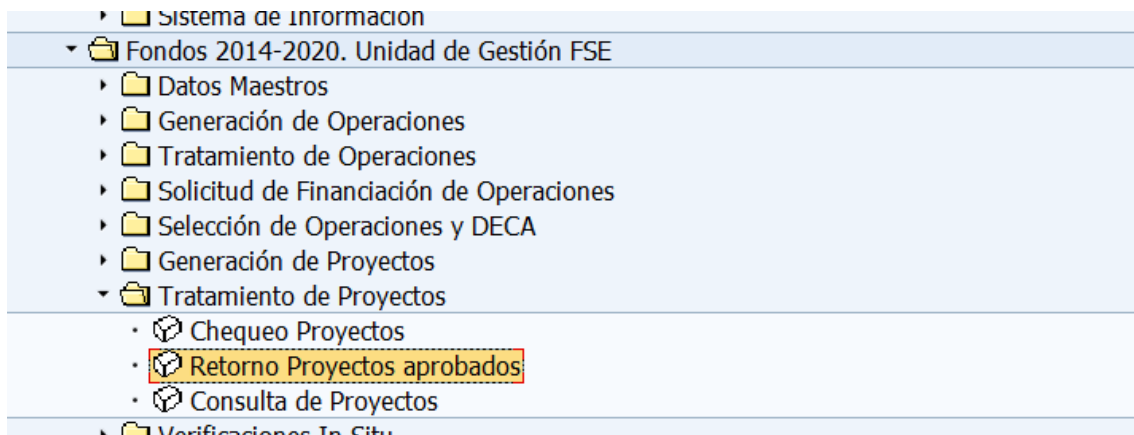 Sistema de Información
Fondos 2014-2020. Unidad de Gestión FSE
Datos Maestros
Generación de Operaciones
Tratamiento de Operaciones
Solicitud de Financiación de Operaciones
Selección de Operaciones y DECA
Generación de Proyectos
Tratamiento de Proyectos
Chequeo Proyectos
Retorno Proyectos aprobados
Consulta de Proyectos
Verificaciones In Situ